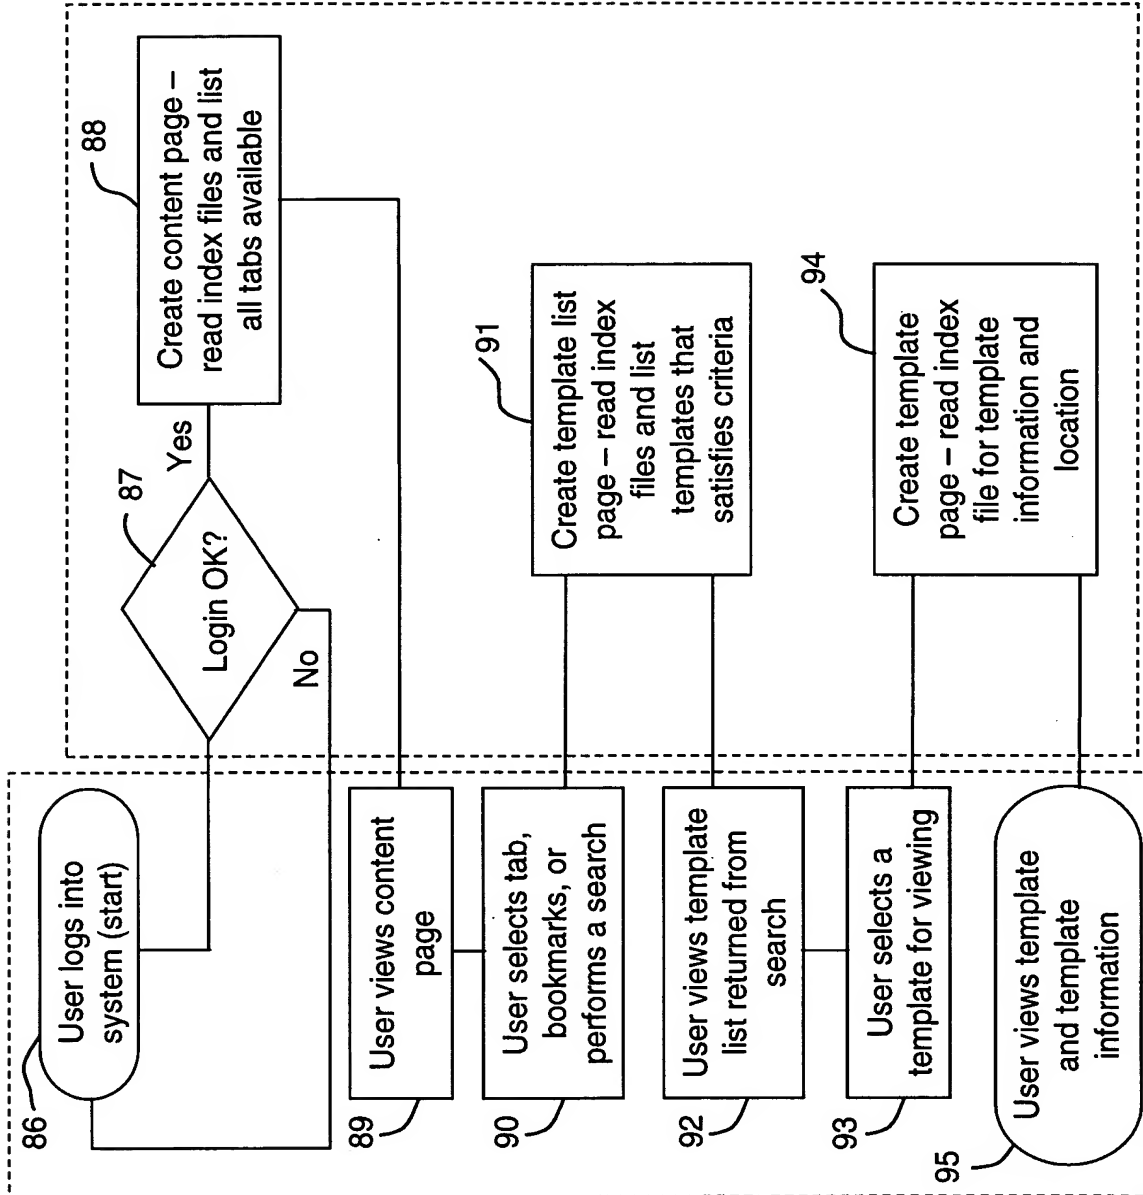 86
User logs into
system (start)
87
Login OK?
Yes
No
88
Create content page –
read index files and list
all tabs available
89
User views content
page
90
User selects tab,
bookmarks, or
performs a search
91
Create template list
page – read index
files and list
templates that
satisfies criteria
92
User views template
list returned from
search
93
User selects a
template for viewing
94
Create template
page – read index
file for template
information and
location
95
User views template
and template
information